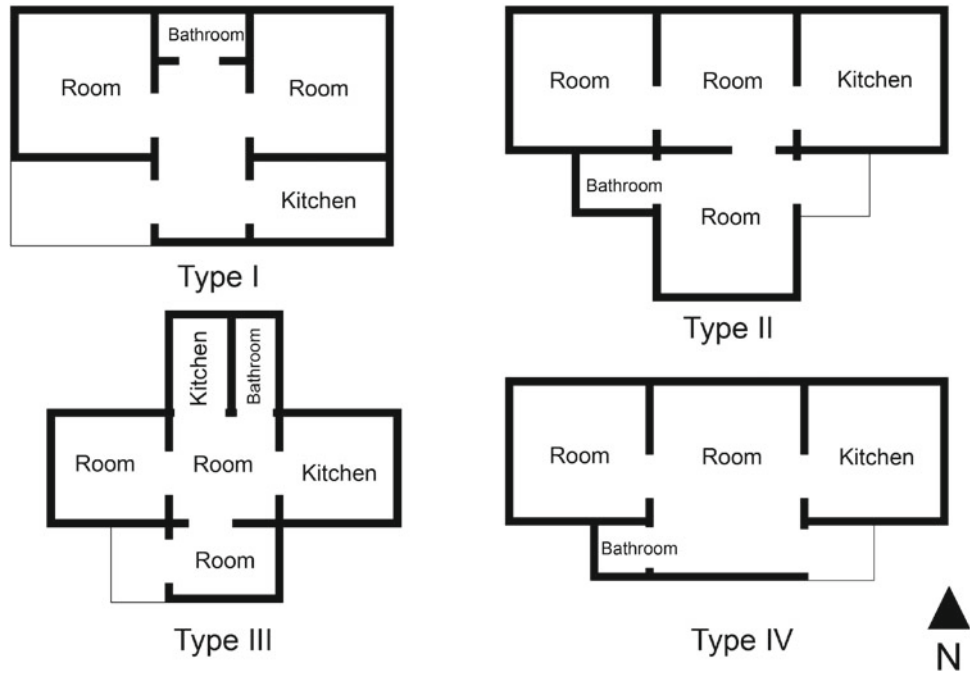 Bathroom
Room
Room
Kitchen
Type I
Room
Room
Kitchen
Bathroom
Room
Type II
Kitchen
Bathroom
Room
Room
Kitchen
Room
Type III
Room
Room
Kitchen
Bathroom
Type IV
N